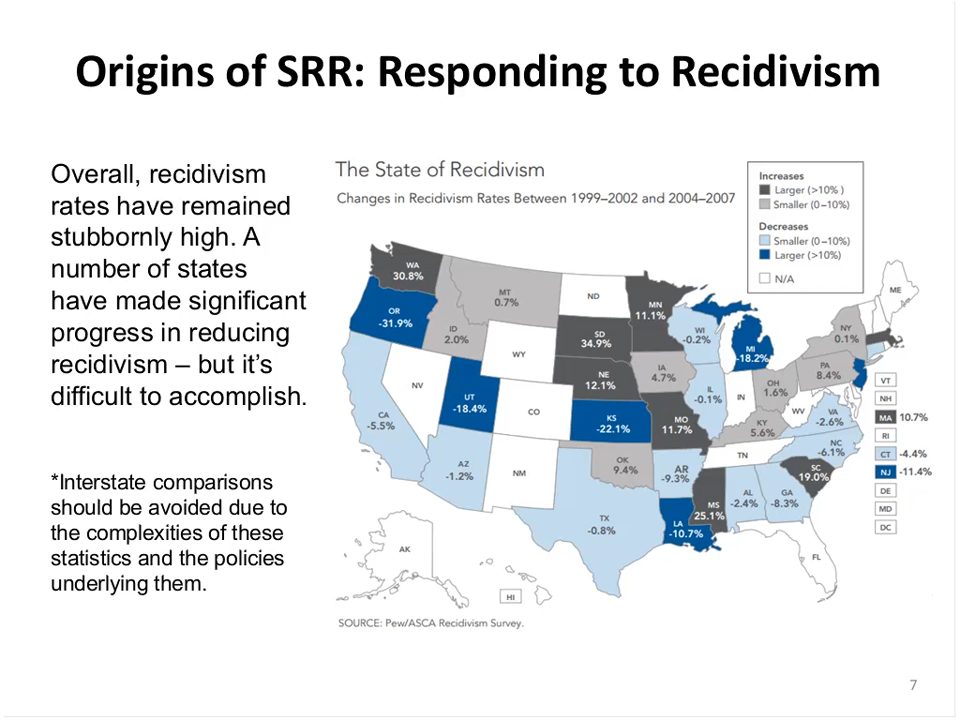 Origins of SRR: Responding to Recidivism
Overall, recidivism
rates have remained
stubbornly high. A
number of states
have made significant
progress in reducing
recidivism – but it’s
difficult to accomplish.
*Interstate comparisons
should be avoided due to
the complexities of these
statistics and the policies
underlying them.
The State of Recidivism
Changes in Recidivism Rates Between 1999–2002 and 2004–2007
Increases
Larger (>10% )
Smaller (0–10%)
Decreases
Smaller (0–10%)
Larger (>10%)
N/A
WA
30.8%
OR
-31.9%
CA
-5.5%
NV
ID
2.0%
MT
0.7%
WY
UT
-18.4%
AZ
-1.2%
CO
NM
ND
SD
34.9%
NE
12.1%
KS
-22.1%
OK
9.4%
TX
-0.8%
MN
11.1%
IA
4.7%
MO
11.7%
AR
-9.3%
LA
-10.7%
WI
-0.2%
IL
-0.1%
MI
-18.2%
IN
OH
1.6%
KY
5.6%
TN
MS
25.1%
AL
-2.4%
GA
-8.3%
FL
SC
19.0%
NC
-6.1%
VA
-2.6%
WV
PA
8.4%
NY
0.1%
ME
VT
NH
MA 10.7%
RI
CT -4.4%
NJ -11.4%
DE
MD
DC
AK
HI
SOURCE: Pew/ASCA Recidivism Survey.
7